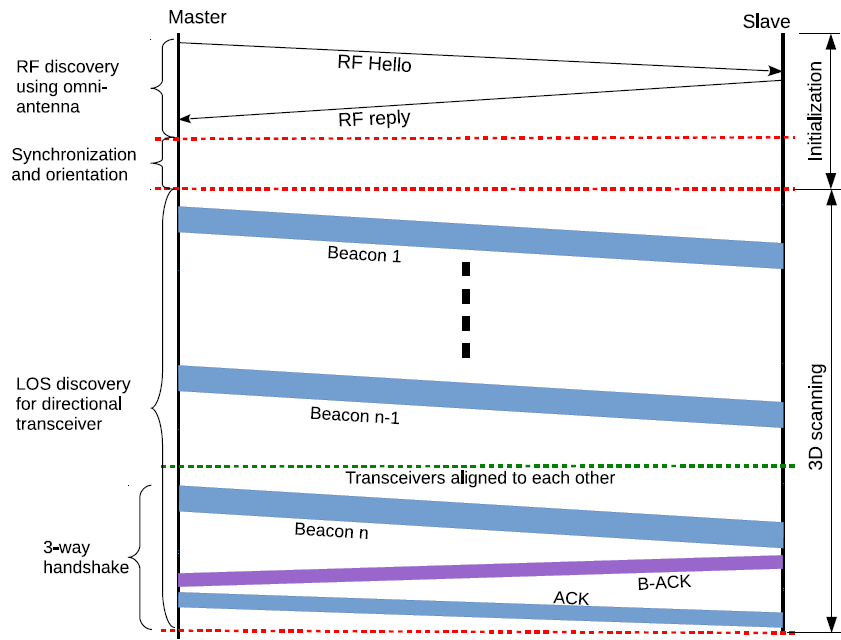 Master
Slave
RF discovery
using omni-
antenna
RF Hello
RF reply
Initialization
Synchronization
and orientation
Beacon 1
LOS discovery
for directional
transceiver
Beacon n-1
3D scanning
Transceivers aligned to each other
Beacon n
3-way
handshake
B-ACK
ACK